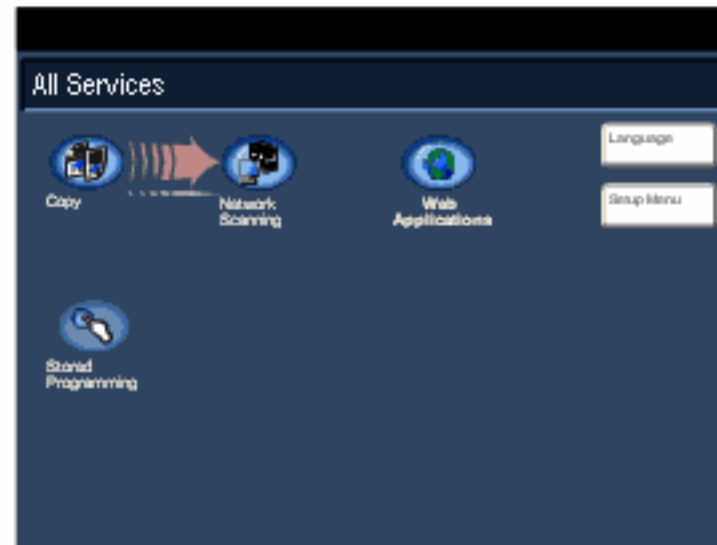 All Services
Copy
Network
Scanning
Web
Applications
Language
Setup Menu
Stored
Programming